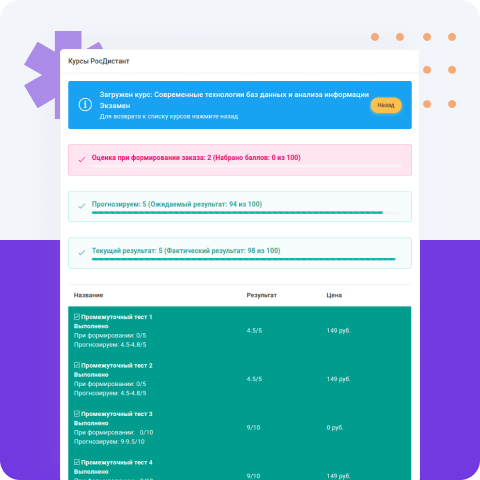 Курсы РосДистант
Загружен курс: Современные технологии баз данных и анализа информации
Экзамен
Для возврата к списку курсов нажмите назад
Назад
Оценка при формировании заказа: 2 (Набрано баллов: 0 из 100)
Прогнозируем: 5 (Ожидаемый результат: 94 из 100)
Текущий результат: 5 (Фактический результат: 98 из 100)
Название Результат Цена
Промежуточный тест 1
Выполнено
При формировании: 0/5
Прогнозируем: 4.5-4.8/5
4.5/5 149 руб.
Промежуточный тест 2
Выполнено
При формировании: 0/5
Прогнозируем: 4.5-4.8/5
4.5/5 149 руб.
Промежуточный тест 3
Выполнено
При формировании: 0/10
Прогнозируем: 9-9.5/10
9/10 0 руб.
Промежуточный тест 4
Выполнено
9/10 149 руб.